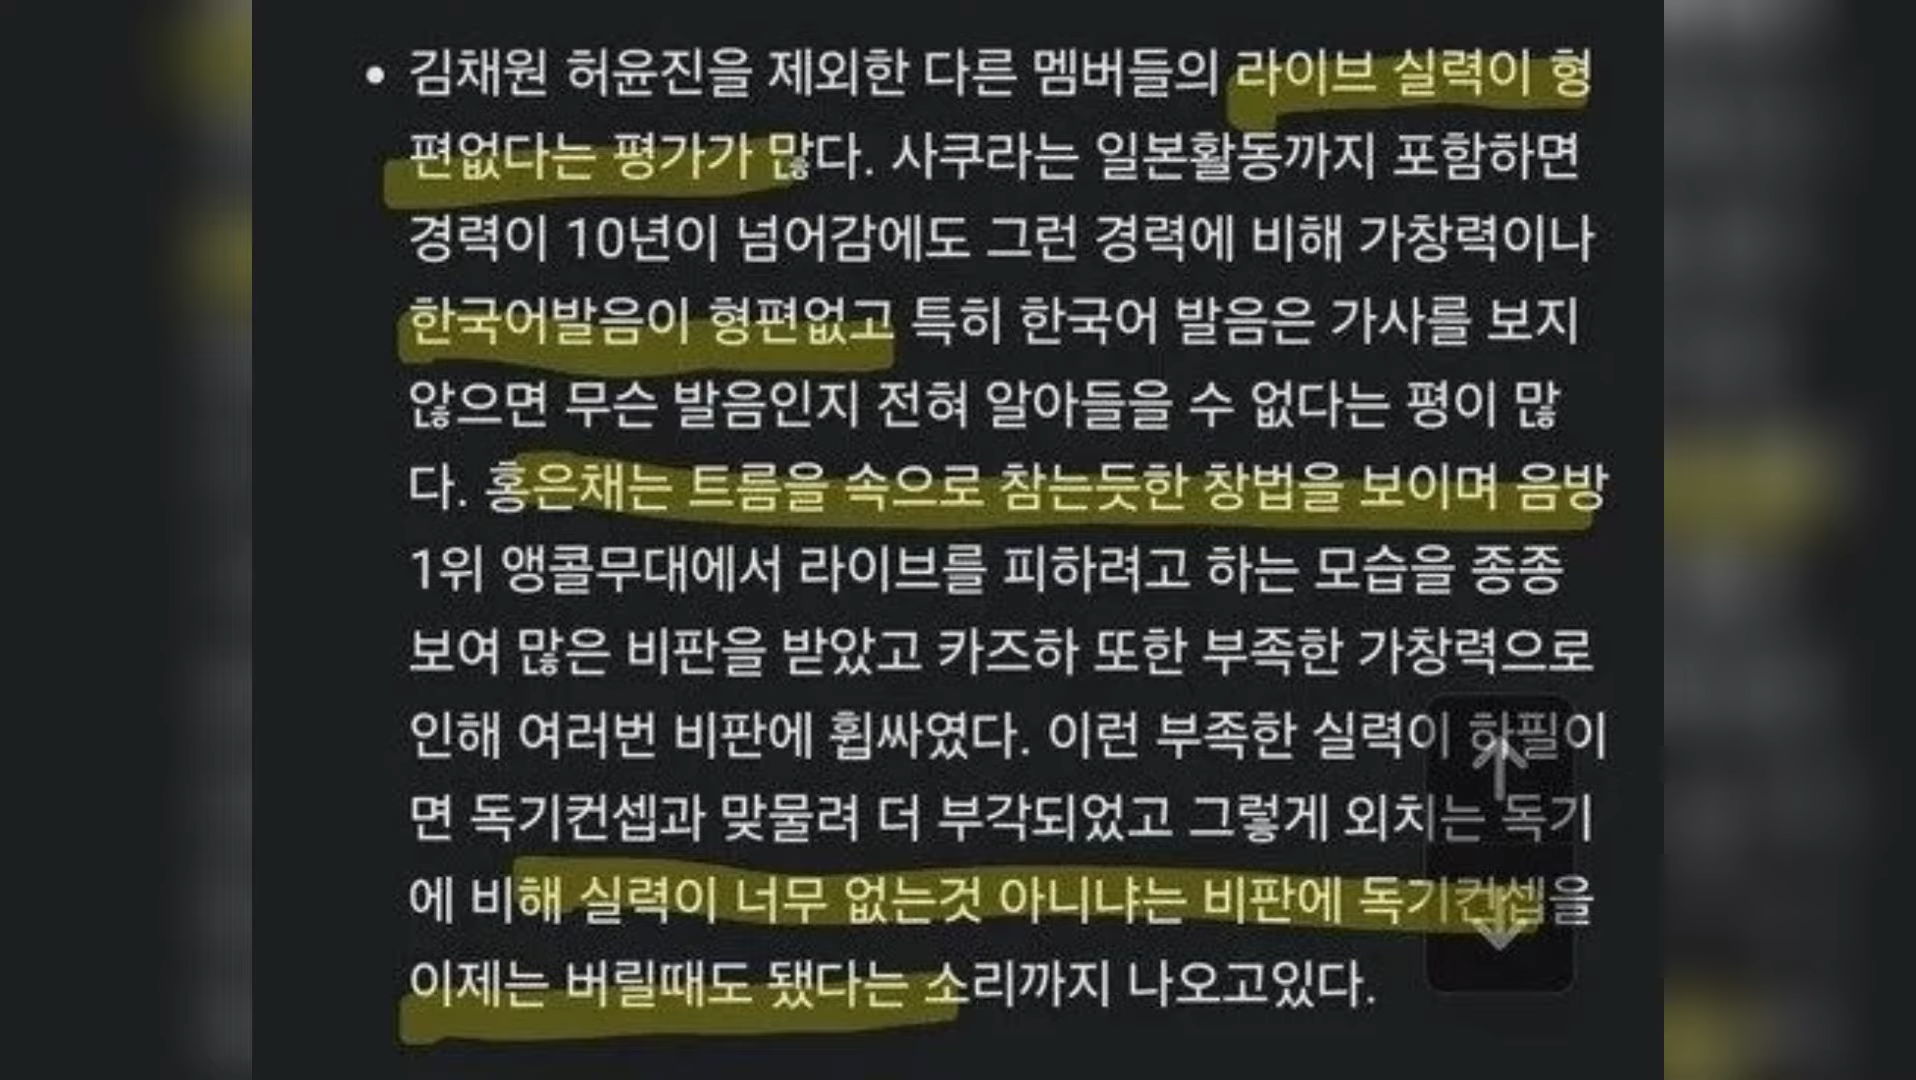 • 김채원 허윤진을 제외한 다른 멤버들의 라이브 실력이 형
편없다는 평가가 많다. 사쿠라는 일본활동까지 포함하면
경력이 10년이 넘어감에도 그런 경력에 비해 가창력이나
한국어발음이 형편없고 특히 한국어 발음은 가사를 보지
않으면 무슨 발음인지 전혀 알아들을 수 없다는 평이 많
다. 홍은채는 트름을 속으로 참는듯한 창법을 보이며 음방
1위 앵콜무대에서 라이브를 피하려고 하는 모습을 종종
보여 많은 비판을 받았고 카즈하 또한 부족한 가창력으로
인해 여러번 비판에 휩싸였다. 이런 부족한 실력이 하필이
면 독기컨셉과 맞물려 더 부각되었고 그렇게 외치는 독기
에 비해 실력이 너무 없는것 아니냐는 비판에 독기컨셉을
이제는 버릴때도 됐다는 소리까지 나오고있다.